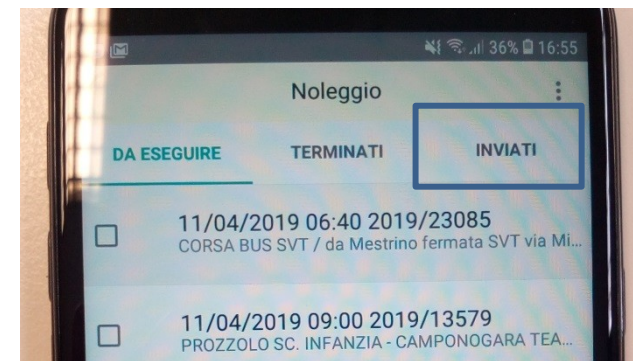 36% 16:55
Noleggio
DA ESEGUIRE TERMINATI INVIATI
11/04/2019 06:40 2019/23085
CORSA BUS SVT / da Mestrino fermata SVT via Mi...
11/04/2019 09:00 2019/13579
PROZZOLO SC. INFANZIA - CAMPONOGARA TEA...